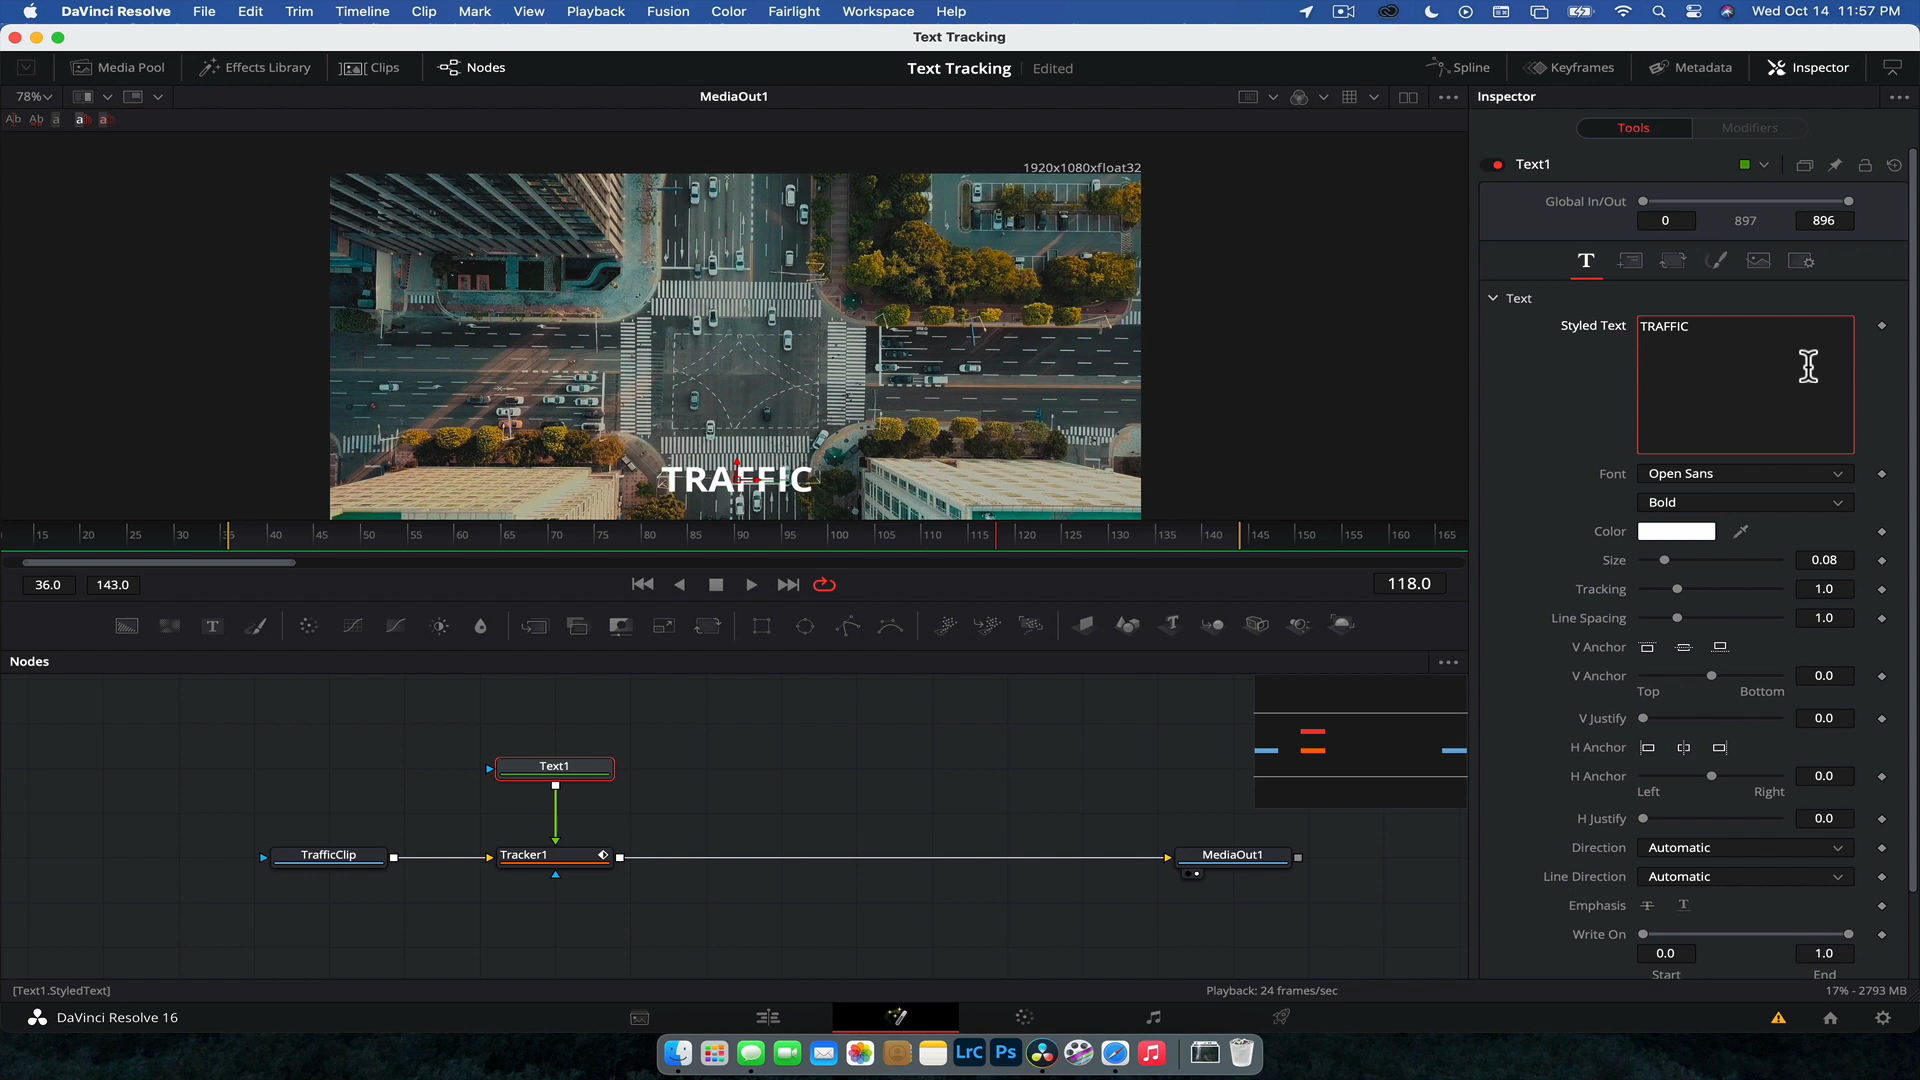 DaVinci Resolve File Edit Trim Timeline Clip Mark View Playback Fusion Color Fairlight Workspace Help Wed Oct 14 11:57 PM
Text Tracking
Media Pool Effects Library Clips Nodes Text Tracking Edited Spline Keyframes Metadata Inspector
78% MediaOut1 Inspector
Tools Modifiers
1920x1080xfloat32
Text1
Global In/Out
0 897 896
Text
Styled Text TRAFFIC
Font Open Sans
TRAFFIC
Bold
15 20 25 30 35 40 45 50 55 60 65 70 75 80 85 90 95 100 105 110 115 120 125 130 135 140 145 150 155 160 165
Color
Size 0.08
36.0 143.0 118.0
Tracking 1.0
Line Spacing 1.0
V Anchor
Nodes
V Anchor 0.0
Top Bottom
V Justify 0.0
H Anchor
Text1
H Anchor 0.0
Left Right
H Justify 0.0
Direction Automatic
TrafficClip Tracker1 MediaOut1
Line Direction Automatic
Emphasis
Write On
0.0 1.0
Start End
[Text1.StyledText] Playback: 24 frames/sec 17% - 2793 MB
DaVinci Resolve 16
LrC Ps